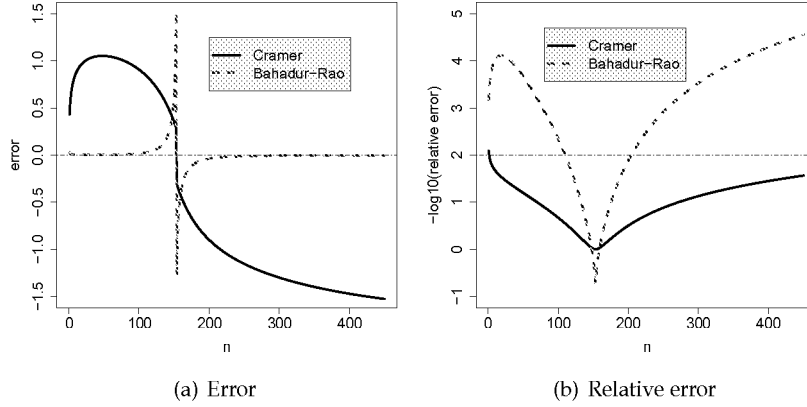 error
1.5
1.0
0.5
0.0
−0.5
−1.0
−1.5
Cramer
Bahadur−Rao
0 100 200 300 400
n
(a) Error
−log10(relative error)
5
4
3
2
1
0
−1
Cramer
Bahadur−Rao
0 100 200 300 400
n
(b) Relative error